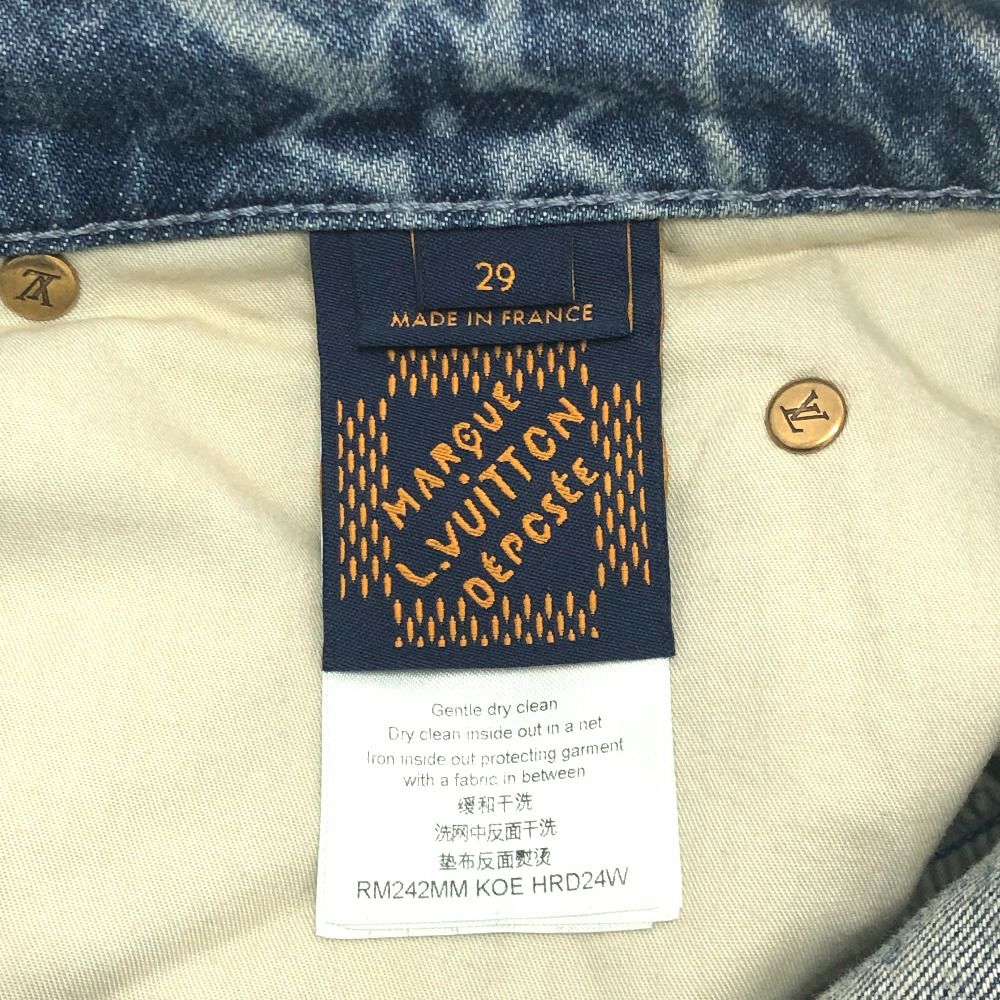 29
MADE IN FRANCE
MARQUE
L.VUITTON
DÉPOSÉE
LV
LV
Gentle dry clean
Dry clean inside out in a net
Iron inside out protecting garment
with a fabric in between
缓和干洗
洗网中反面干洗
垫布反面熨烫
RM242MM KOE HRD24W